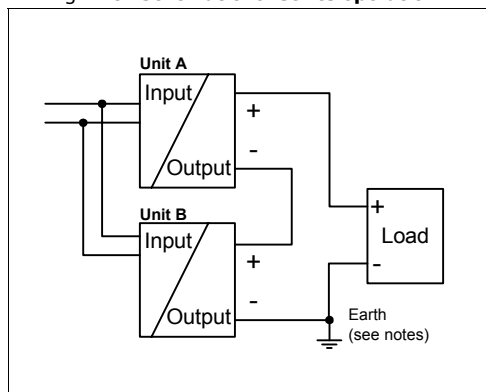 Unit A
Input
+
-
Output
Unit B
Input
+
-
Output
+
Load
-
Earth
(see notes)